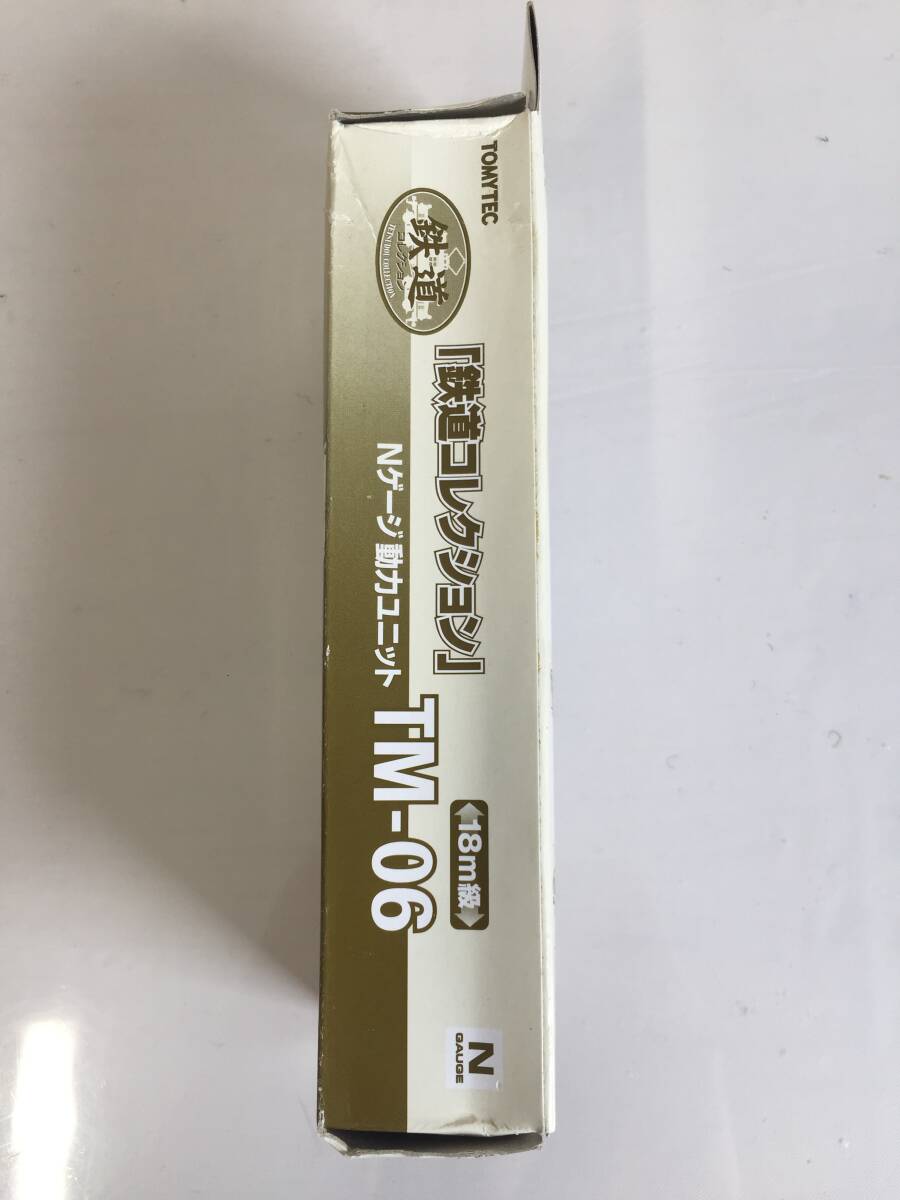 TOMYTEC
鉄道
コレクション
TETSUDOU COLLECTION
「鉄道コレクション」
Nゲージ 動力ユニット
TM-06
18m級
N
GAUGE